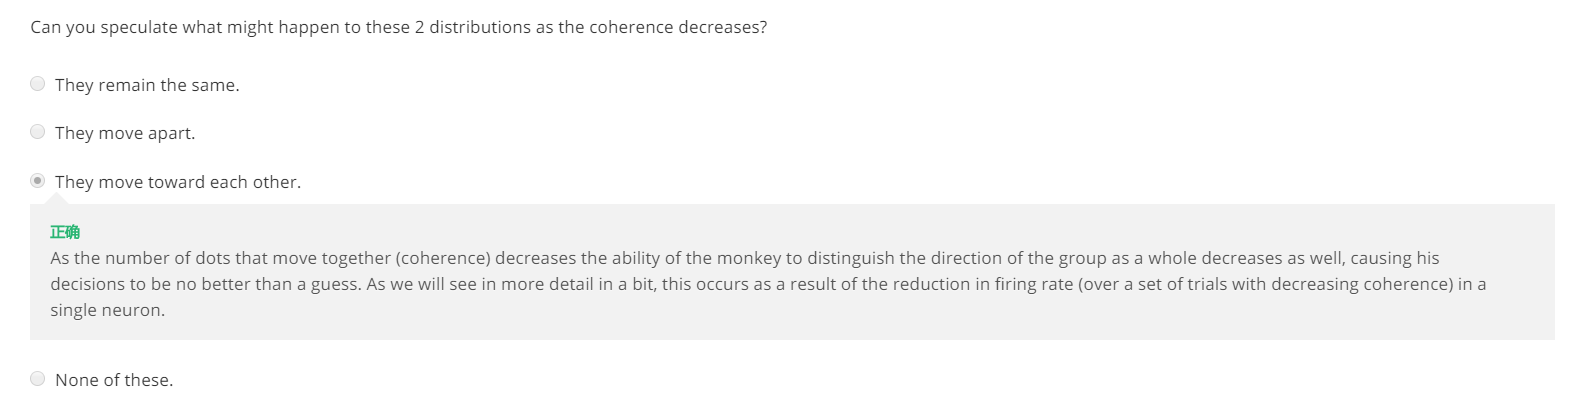 Can you speculate what might happen to these 2 distributions as the coherence decreases?
They remain the same.
They move apart.
They move toward each other.
正确
As the number of dots that move together (coherence) decreases the ability of the monkey to distinguish the direction of the group as a whole decreases as well, causing his
decisions to be no better than a guess. As we will see in more detail in a bit, this occurs as a result of the reduction in firing rate (over a set of trials with decreasing coherence) in a
single neuron.
None of these.